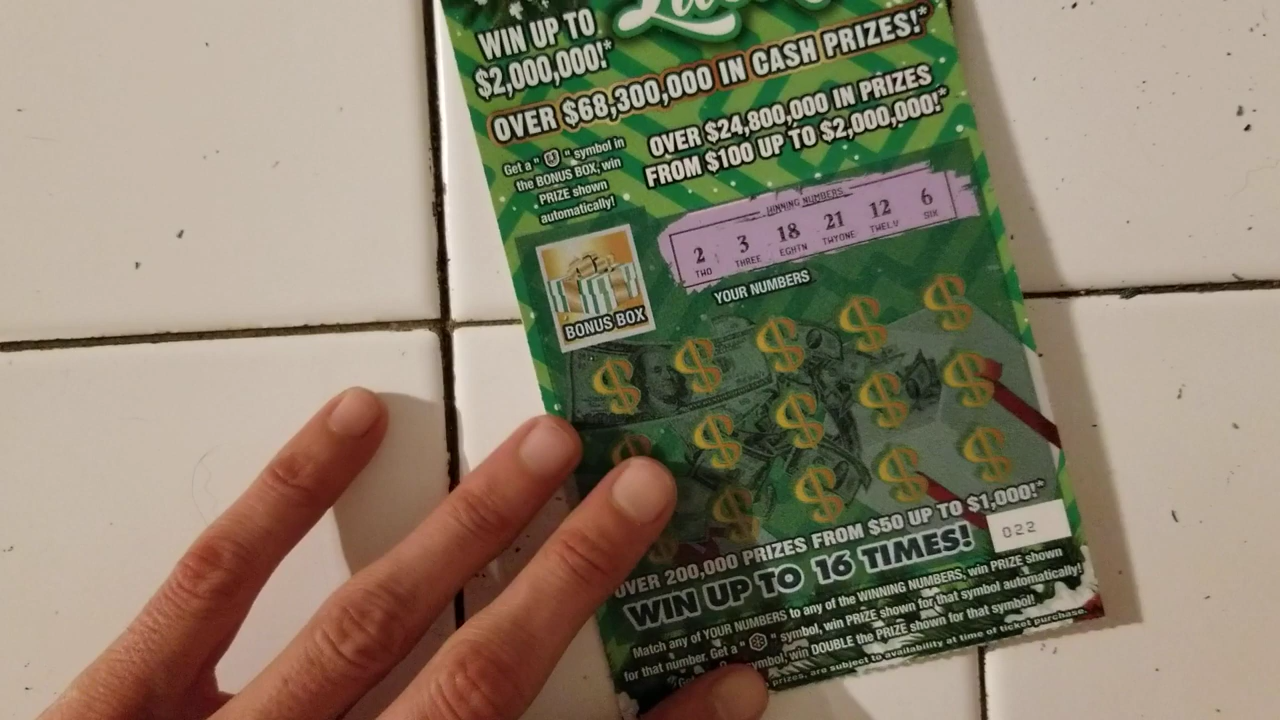 WIN UP TO
$2,000,000!*
OVER $68,300,000 IN CASH PRIZES!*
OVER $24,800,000 IN PRIZES
FROM $100 UP TO $2,000,000!*
Get a " " symbol in
the BONUS BOX, win
PRIZE shown
automatically!
BONUS BOX
WINNING NUMBERS
2 3 18 21 12 6
TWO THREE EGHTN TWYONE TWELV SIX
YOUR NUMBERS
$ $ $ $ $
$ $ $ $ $
$ $ $ $
OVER 200,000 PRIZES FROM $50 UP TO $1,000!*
WIN UP TO 16 TIMES!
022
Match any of YOUR NUMBERS to any of the WINNING NUMBERS, win PRIZE shown
for that number. Get a " " symbol, win PRIZE shown for that symbol automatically!
symbol, win DOUBLE the PRIZE shown for that symbol!
prizes, are subject to availability at time of ticket purchase.